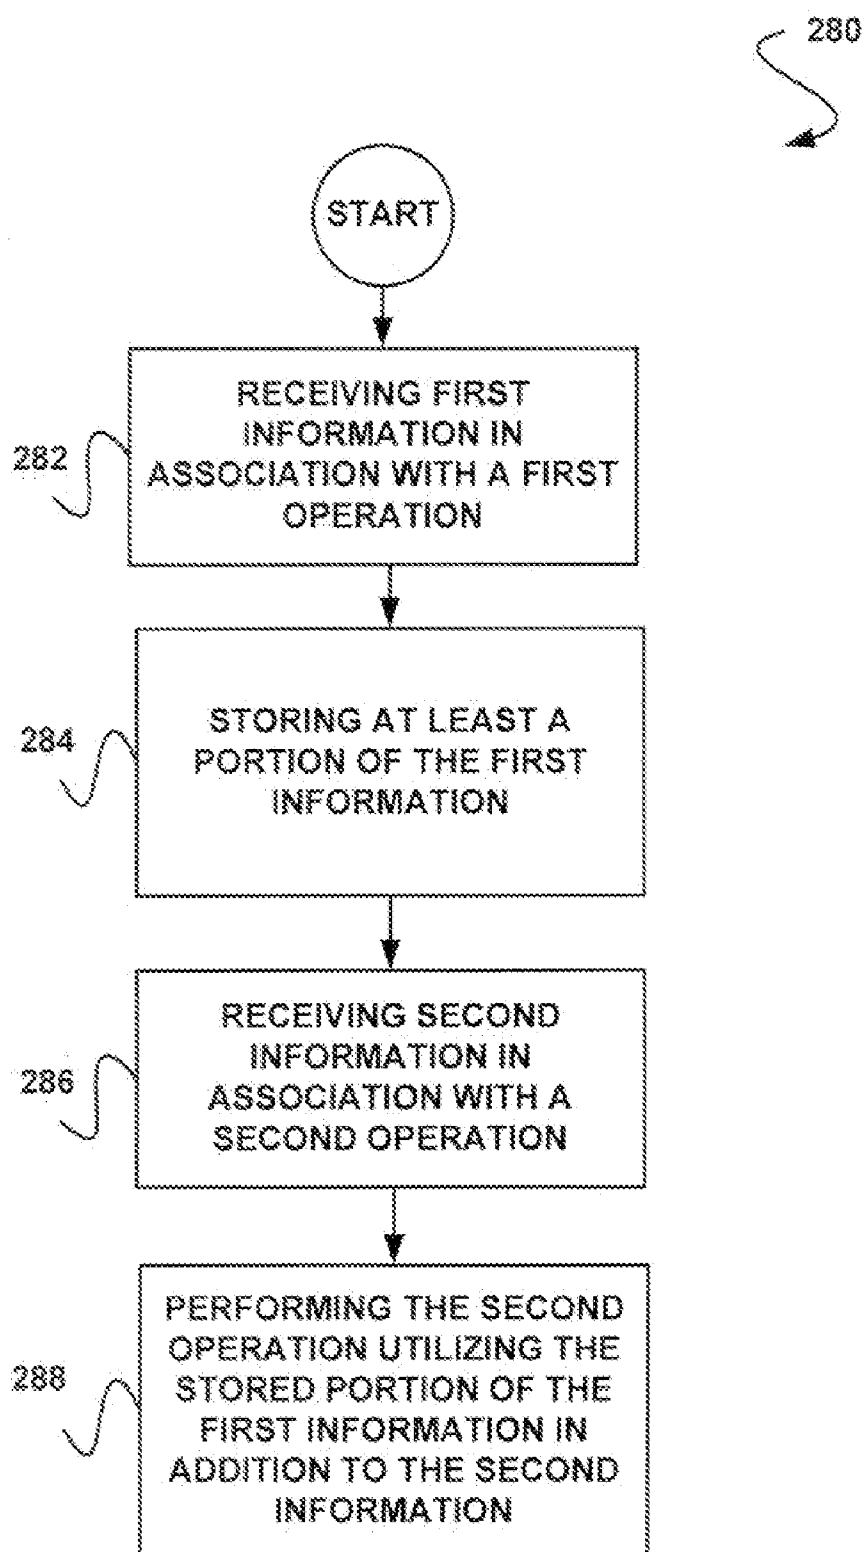 280
START
RECEIVING FIRST
INFORMATION IN
ASSOCIATION WITH A FIRST
OPERATION
282
STORING AT LEAST A
PORTION OF THE FIRST
INFORMATION
284
RECEIVING SECOND
INFORMATION IN
ASSOCIATION WITH A
SECOND OPERATION
286
PERFORMING THE SECOND
OPERATION UTILIZING THE
STORED PORTION OF THE
FIRST INFORMATION IN
ADDITION TO THE SECOND
INFORMATION
288